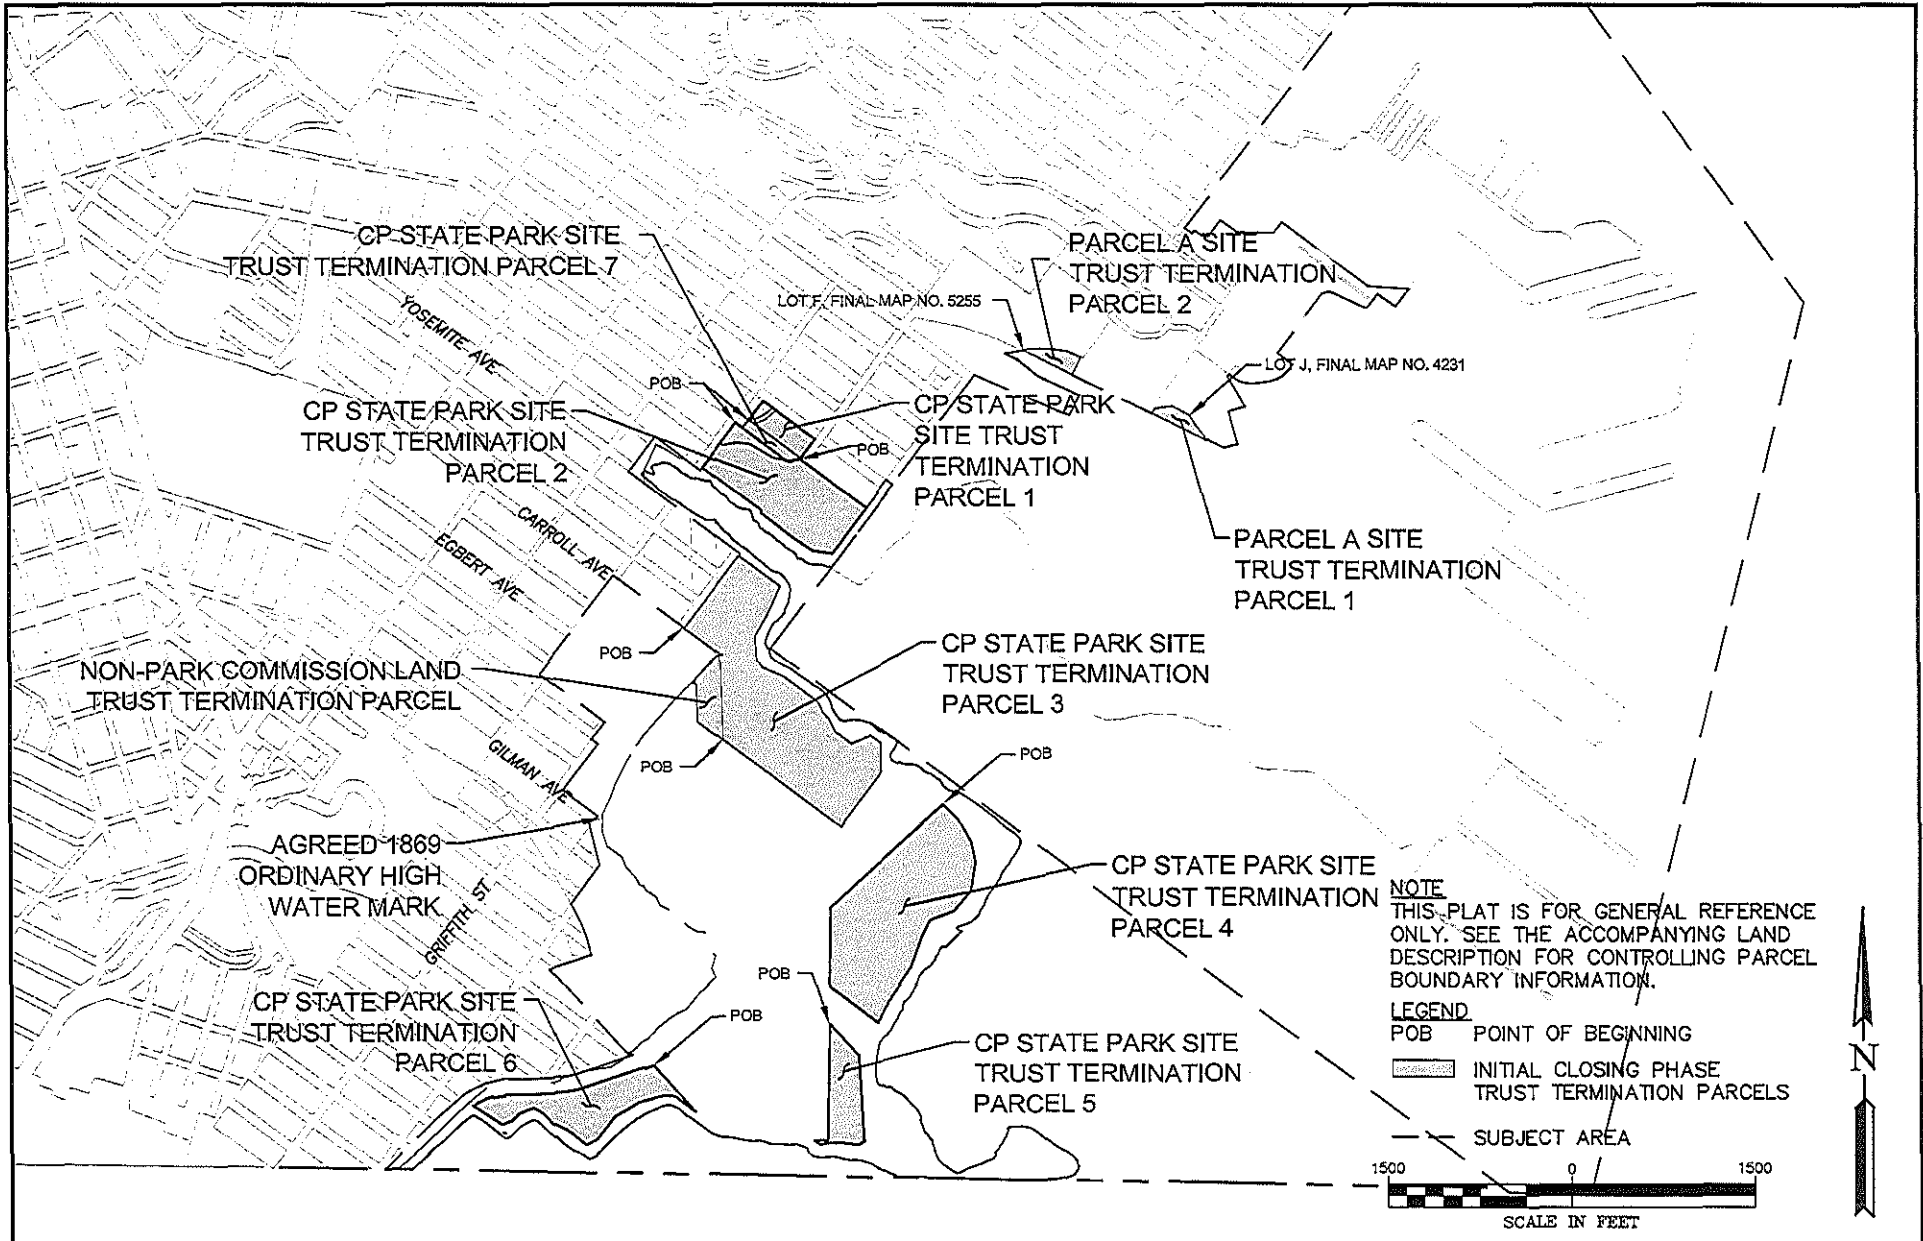 CP STATE PARK SITE
TRUST TERMINATION PARCEL 7
PARCEL A SITE
TRUST TERMINATION
PARCEL 2
LOT F, FINAL MAP NO. 5255
YOSEMITE AVE
LOT J, FINAL MAP NO. 4231
POB
CP STATE PARK SITE
TRUST TERMINATION
PARCEL 2
CP STATE PARK
SITE TRUST
TERMINATION
PARCEL 1
POB
CARROLL AVE
EGBERT AVE
PARCEL A SITE
TRUST TERMINATION
PARCEL 1
POB
NON-PARK COMMISSION LAND
TRUST TERMINATION PARCEL
CP STATE PARK SITE
TRUST TERMINATION
PARCEL 3
GILMAN AVE
POB
POB
AGREED 1869
ORDINARY HIGH
WATER MARK
GRIFFITH ST
CP STATE PARK SITE
TRUST TERMINATION
PARCEL 4
POB
CP STATE PARK SITE
TRUST TERMINATION
PARCEL 6
POB
CP STATE PARK SITE
TRUST TERMINATION
PARCEL 5
NOTE
THIS PLAT IS FOR GENERAL REFERENCE
ONLY. SEE THE ACCOMPANYING LAND
DESCRIPTION FOR CONTROLLING PARCEL
BOUNDARY INFORMATION.
LEGEND
POB POINT OF BEGINNING
INITIAL CLOSING PHASE
TRUST TERMINATION PARCELS
SUBJECT AREA
N
1500 0 1500
SCALE IN FEET